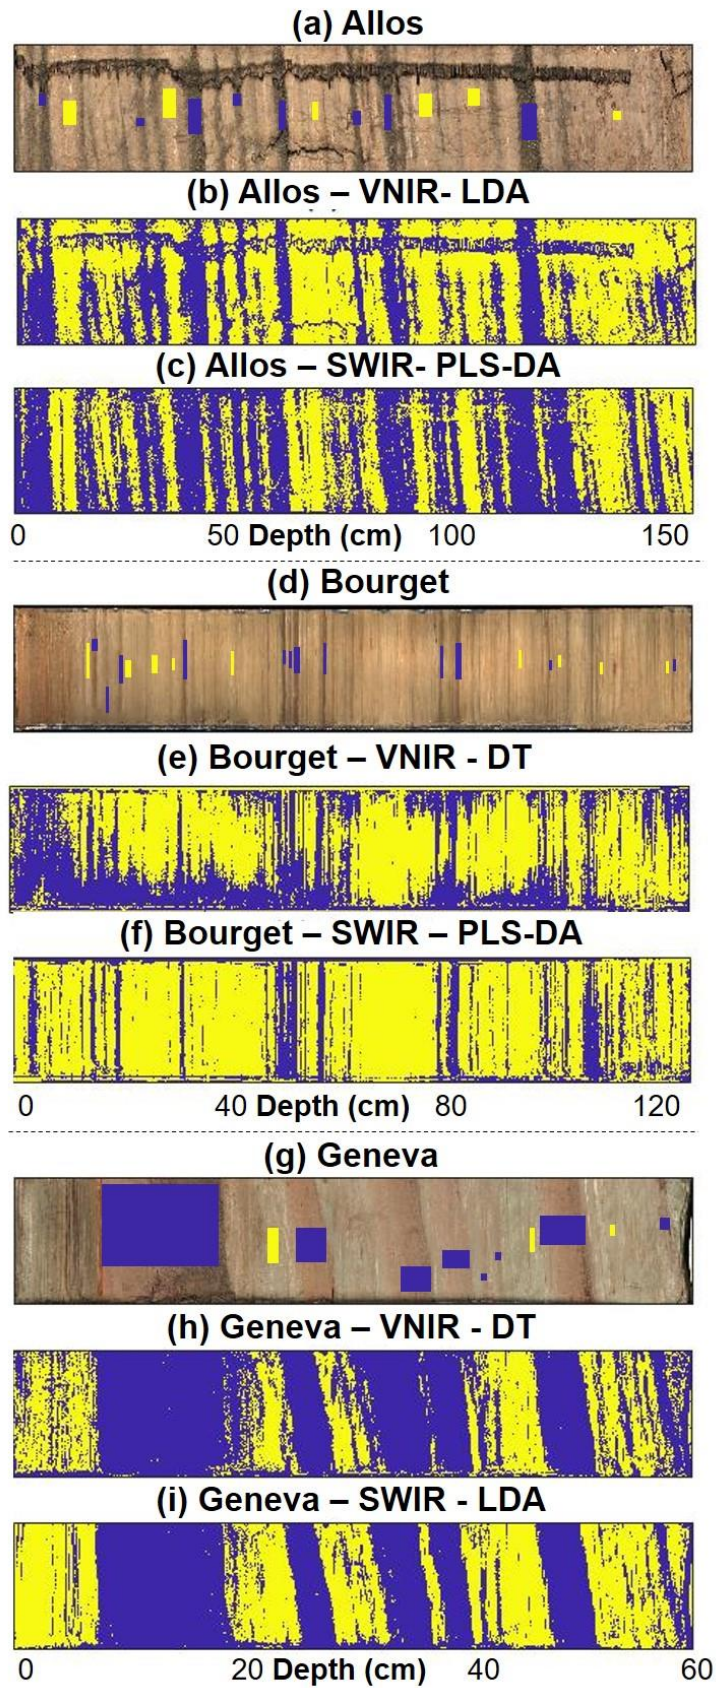 (a) Allos
(b) Allos – VNIR- LDA
(c) Allos – SWIR- PLS-DA
0 50 Depth (cm) 100 150
(d) Bourget
(e) Bourget – VNIR - DT
(f) Bourget – SWIR – PLS-DA
0 40 Depth (cm) 80 120
(g) Geneva
(h) Geneva – VNIR - DT
(i) Geneva – SWIR - LDA
0 20 Depth (cm) 40 60